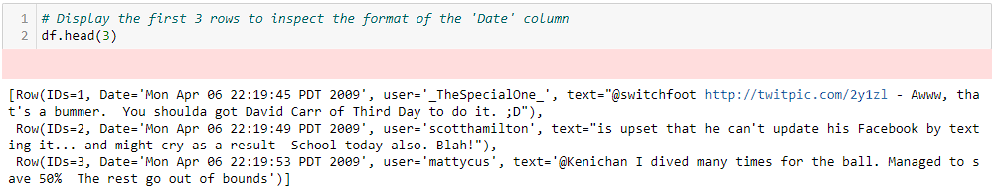 1 # Display the first 3 rows to inspect the format of the 'Date' column
2 df.head(3)
[Row(IDs=1, Date='Mon Apr 06 22:19:45 PDT 2009', user='_TheSpecialOne_', text="@switchfoot http://twitpic.com/2y1zl - Awww, tha
t's a bummer.  You shoulda got David Carr of Third Day to do it. ;D"),
 Row(IDs=2, Date='Mon Apr 06 22:19:49 PDT 2009', user='scotthamilton', text="is upset that he can't update his Facebook by text
ing it... and might cry as a result  School today also. Blah!"),
 Row(IDs=3, Date='Mon Apr 06 22:19:53 PDT 2009', user='mattycus', text='@Kenichan I dived many times for the ball. Managed to s
ave 50%  The rest go out of bounds')]